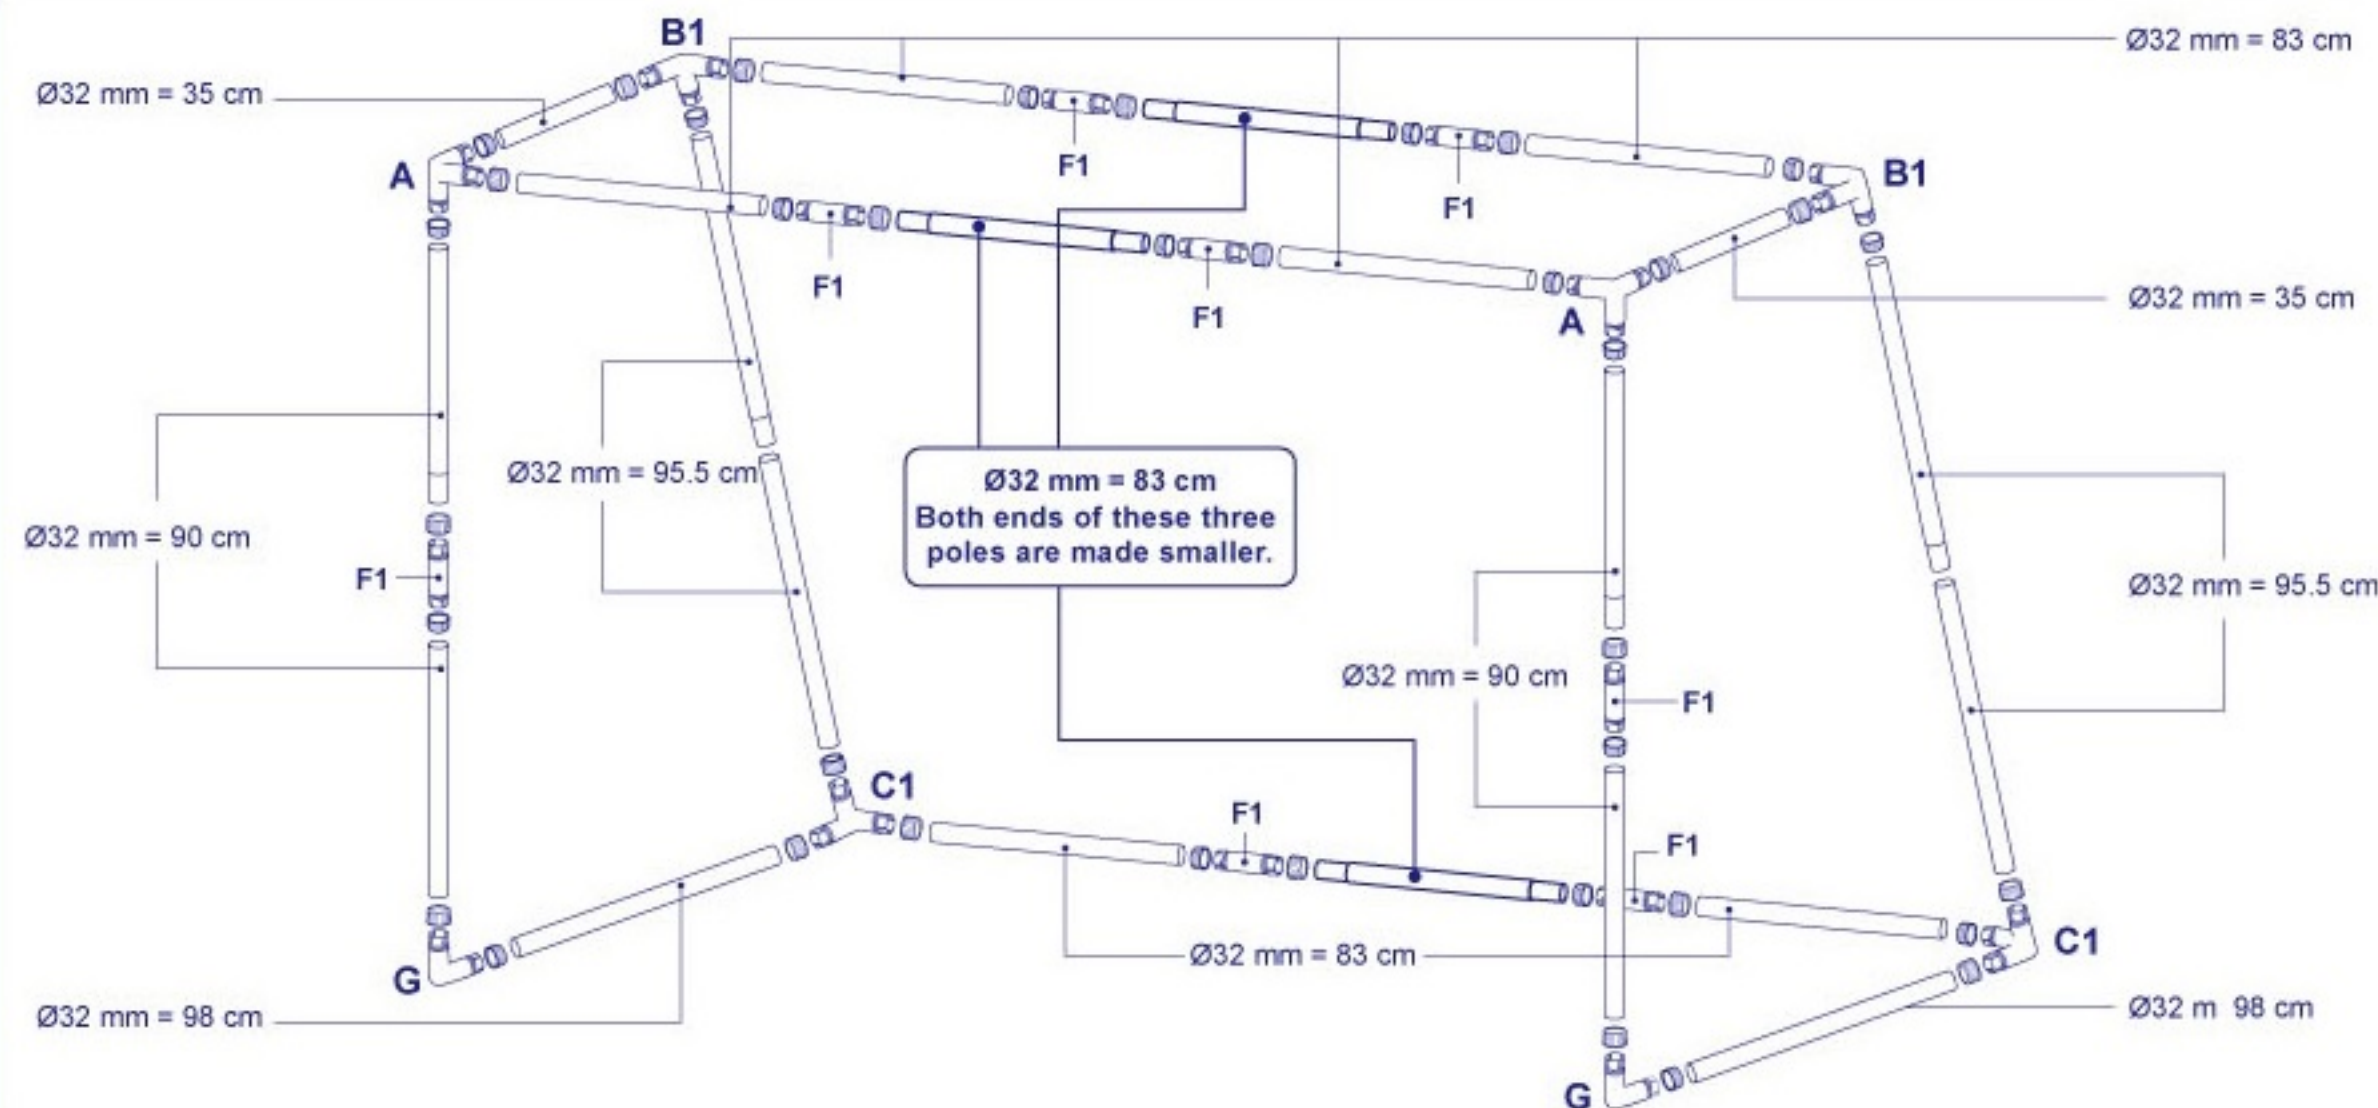 B1
Ø32 mm = 83 cm
Ø32 mm = 35 cm
F1
A
F1
B1
F1
F1
Ø32 mm = 35 cm
A
Ø32 mm = 95.5 cm
Ø32 mm = 83 cm
Both ends of these three
poles are made smaller.
Ø32 mm = 90 cm
F1
Ø32 mm = 95.5 cm
Ø32 mm = 90 cm
F1
C1
F1
F1
Ø32 mm = 83 cm
C1
G
Ø32 mm = 98 cm
Ø32 m 98 cm
G